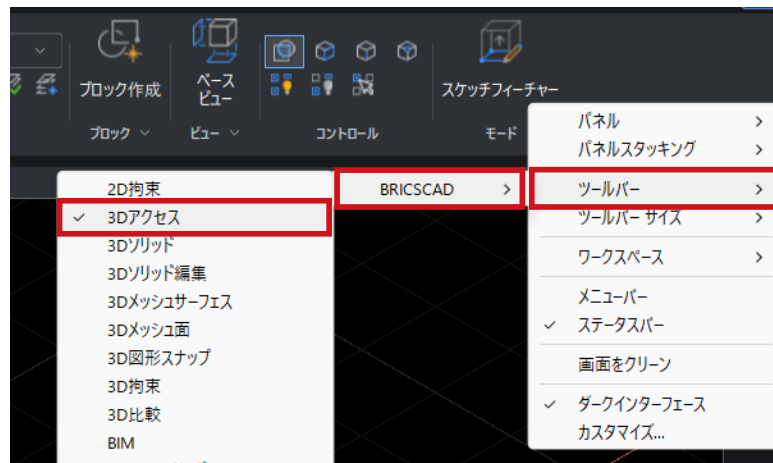 ブロック作成
ベース
ビュー
スケッチフィーチャー
ブロック
ビュー
コントロール
モード
パネル
パネルスタッキング
ツールバー
ツールバー サイズ
ワークスペース
メニューバー
ステータスバー
画面をクリーン
ダークインターフェース
カスタマイズ...
BRICSCAD
2D拘束
3Dアクセス
3Dソリッド
3Dソリッド編集
3Dメッシュサーフェス
3Dメッシュ面
3D図形スナップ
3D拘束
3D比較
BIM